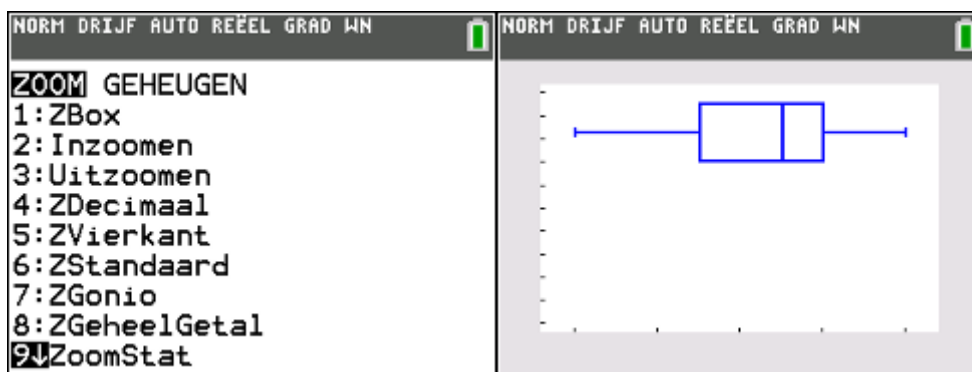 NORM DRIJF AUTO REËEL GRAD WN
ZOOM GEHEUGEN
1:ZBox
2:Inzoomen
3:Uitzoomen
4:ZDecimaal
5:ZVierkant
6:ZStandaard
7:ZGonio
8:ZGeheelGetal
9↓ZoomStat
NORM DRIJF AUTO REËEL GRAD WN